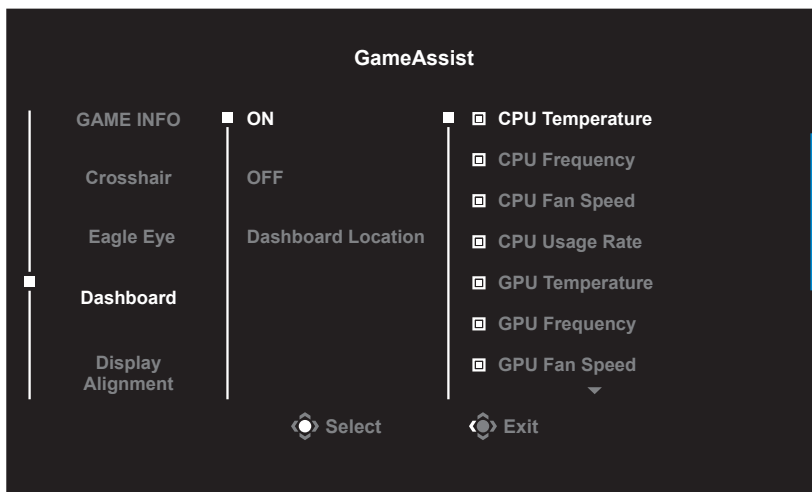 GameAssist
GAME INFO
Crosshair
Eagle Eye
Dashboard
Display
Alignment
ON
OFF
Dashboard Location
CPU Temperature
CPU Frequency
CPU Fan Speed
CPU Usage Rate
GPU Temperature
GPU Frequency
GPU Fan Speed
Select
Exit